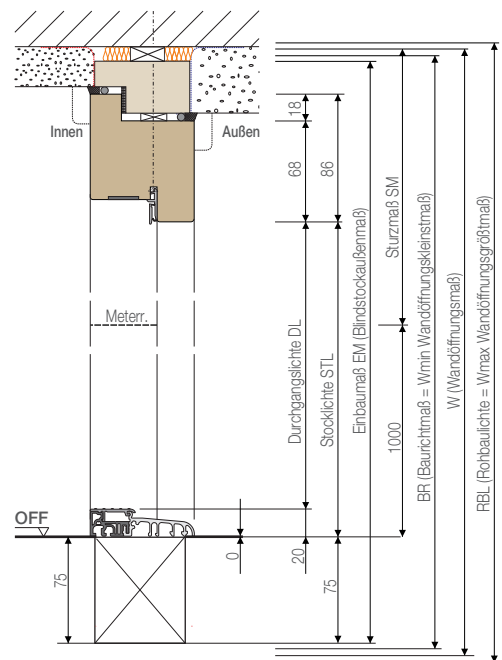 Innen
Außen
18
68
86
Sturzmaß SM
Meterr.
Durchgangslichte DL
Stocklichte STL
Einbaumaß EM (Blindstockaußenmaß)
1000
BR (Baurichtmaß = Wmin Wandöffnungskleinstmaß)
W (Wandöffnungsmaß)
RBL (Rohbaulichte = Wmax Wandöffnungsgrößtmaß)
OFF
75
0
20
75